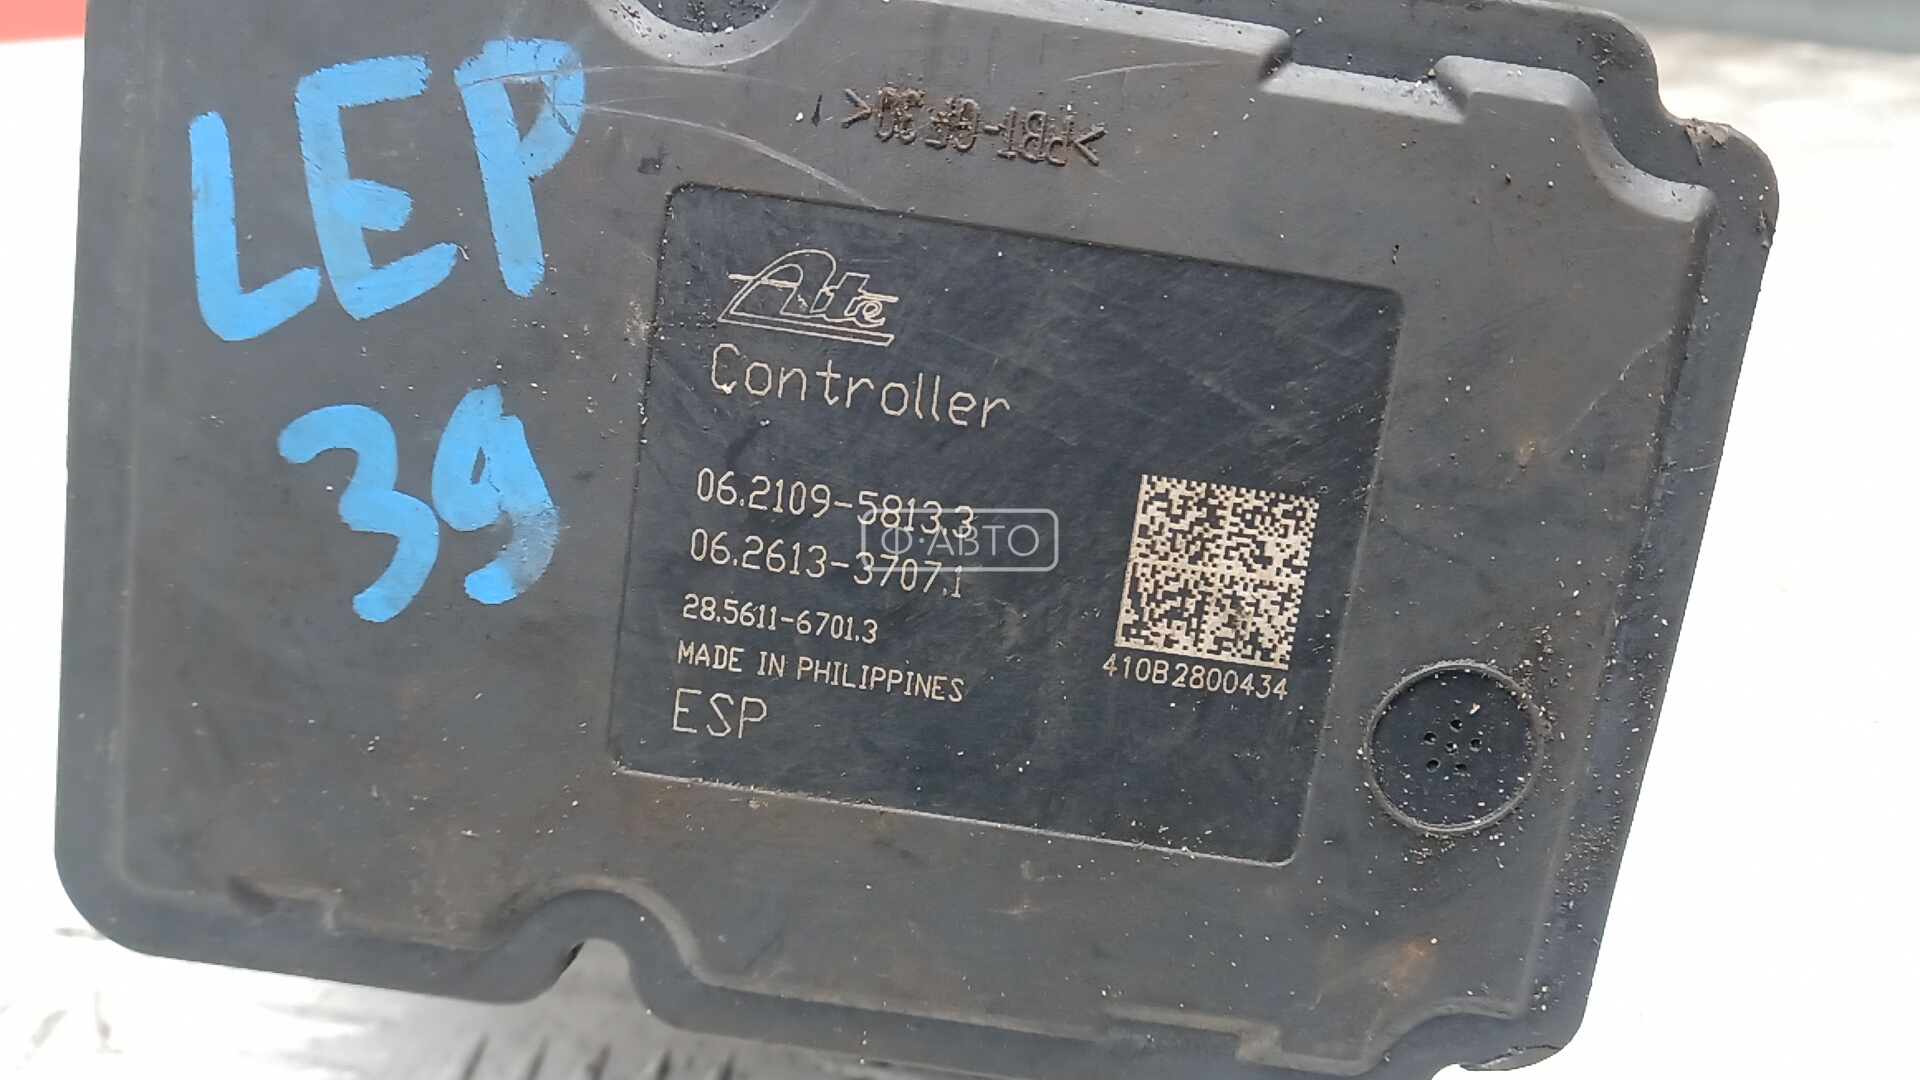 LEP
39
>PBT-GF30<
Ate
Controller
06.2109-5813.3
06.2613-3707.1
28.5611-6701.3
MADE IN PHILIPPINES
ESP
410B2800434
Ф·АВТО